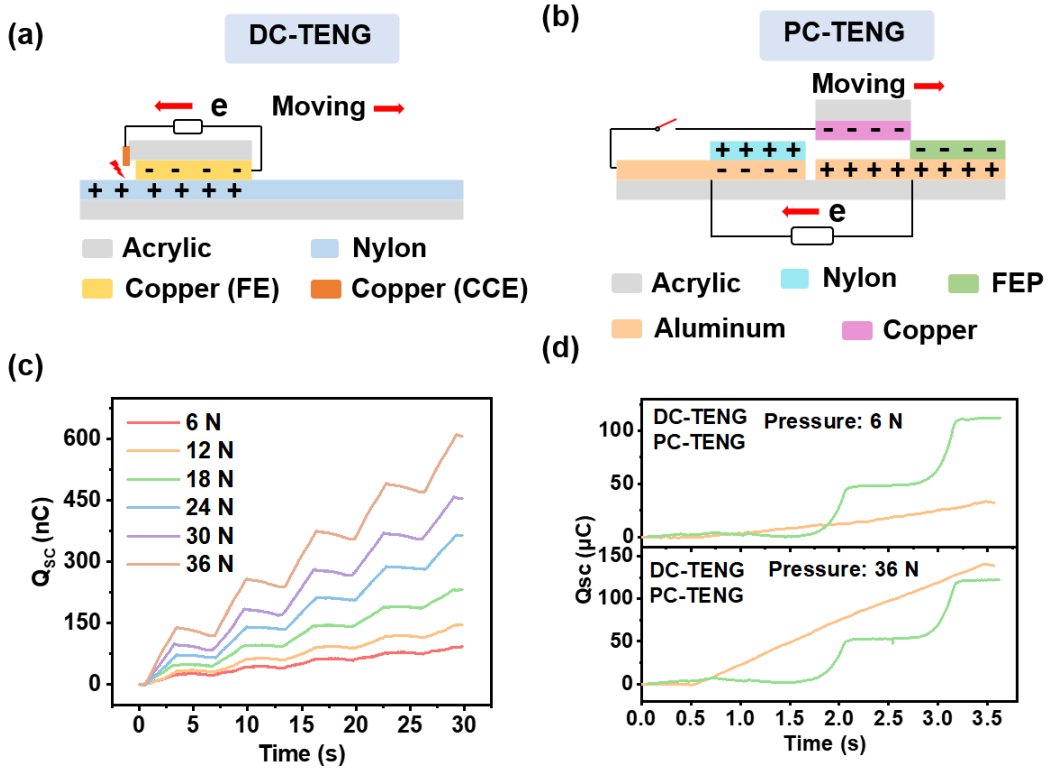 (a)
DC-TENG
e
Moving
+ + + + + +
- - - -
Acrylic
Nylon
Copper (FE)
Copper (CCE)
(b)
PC-TENG
Moving
- - - -
+ + + +
- - - -
- - - -
+ + + + + + + +
e
Acrylic
Nylon
FEP
Aluminum
Copper
(c)
6 N
12 N
18 N
24 N
30 N
36 N
600
450
300
150
0
QSC (nC)
0 5 10 15 20 25 30
Time (s)
(d)
DC-TENG
PC-TENG
Pressure: 6 N
100
50
0
DC-TENG
PC-TENG
Pressure: 36 N
150
100
50
0
Qsc (μC)
0.0 0.5 1.0 1.5 2.0 2.5 3.0 3.5
Time (s)